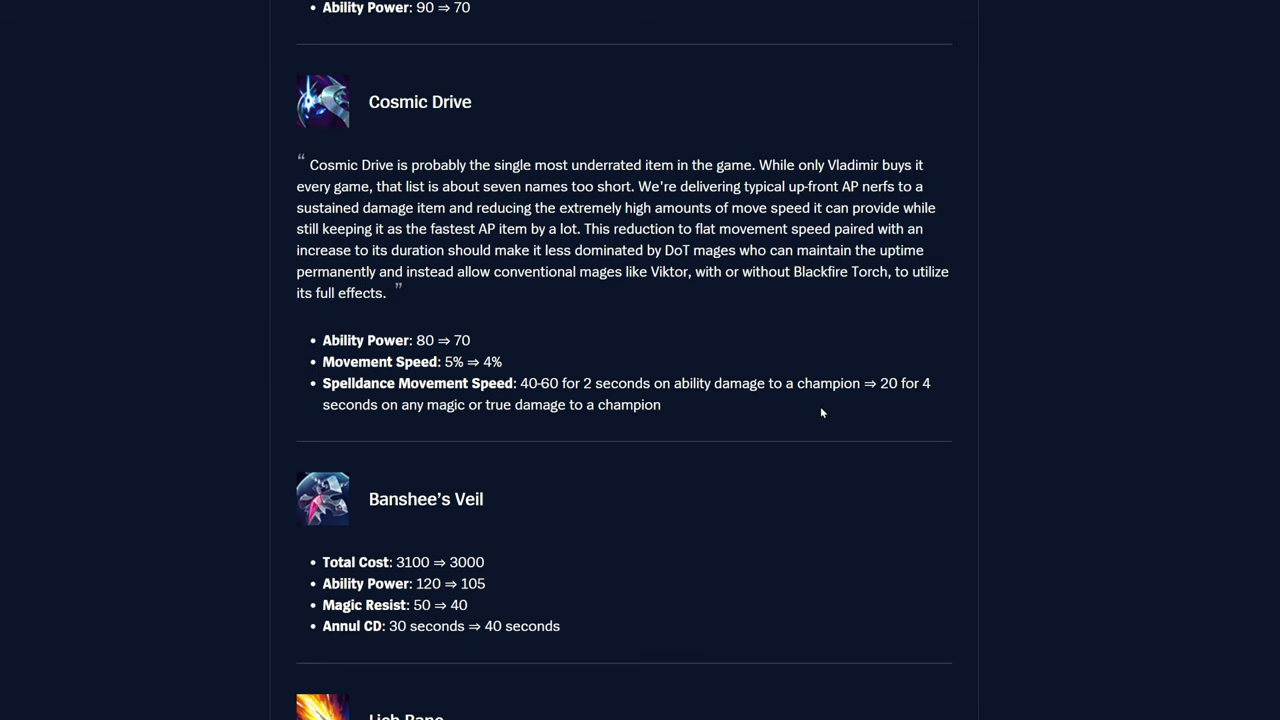 • Ability Power: 90 ⇒ 70
Cosmic Drive
“ Cosmic Drive is probably the single most underrated item in the game. While only Vladimir buys it
every game, that list is about seven names too short. We're delivering typical up-front AP nerfs to a
sustained damage item and reducing the extremely high amounts of move speed it can provide while
still keeping it as the fastest AP item by a lot. This reduction to flat movement speed paired with an
increase to its duration should make it less dominated by DoT mages who can maintain the uptime
permanently and instead allow conventional mages like Viktor, with or without Blackfire Torch, to utilize
its full effects. ”
• Ability Power: 80 ⇒ 70
• Movement Speed: 5% ⇒ 4%
• Spelldance Movement Speed: 40-60 for 2 seconds on ability damage to a champion ⇒ 20 for 4
seconds on any magic or true damage to a champion
Banshee’s Veil
• Total Cost: 3100 ⇒ 3000
• Ability Power: 120 ⇒ 105
• Magic Resist: 50 ⇒ 40
• Annul CD: 30 seconds ⇒ 40 seconds
Lich Bane